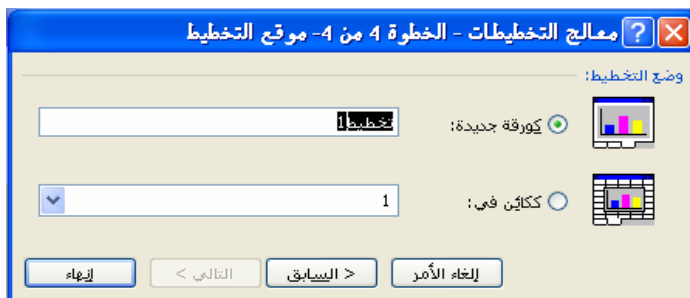 معالج التخطيطات - الخطوة 4 من 4- موقع التخطيط
وضع التخطيط:
كورقة جديدة: تخطيط1
ككائن في: 1
إلغاء الأمر < السابق التالي > إنهاء